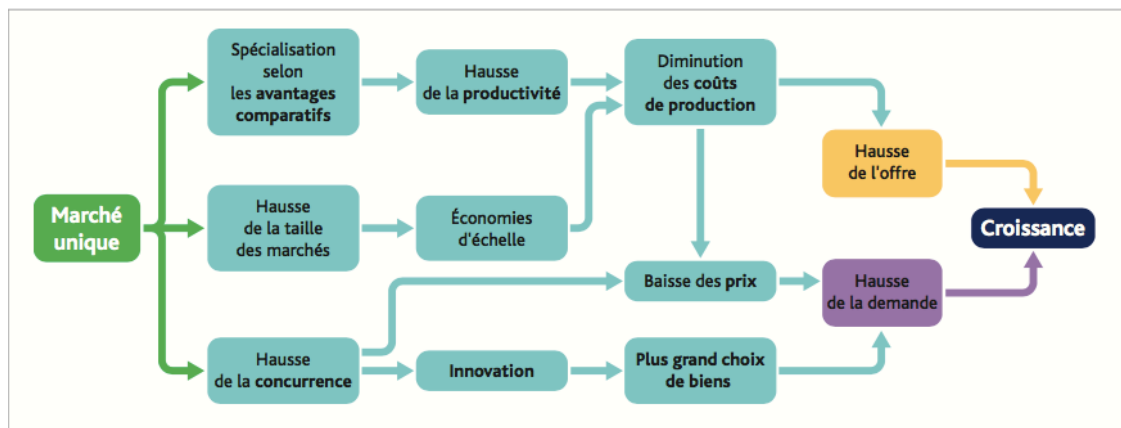 Marché
unique
Spécialisation
selon
les avantages
comparatifs
Hausse
de la productivité
Diminution
des coûts
de production
Hausse
de l'offre
Hausse
de la taille
des marchés
Économies
d'échelle
Croissance
Baisse des prix
Hausse
de la demande
Hausse
de la concurrence
Innovation
Plus grand choix
de biens